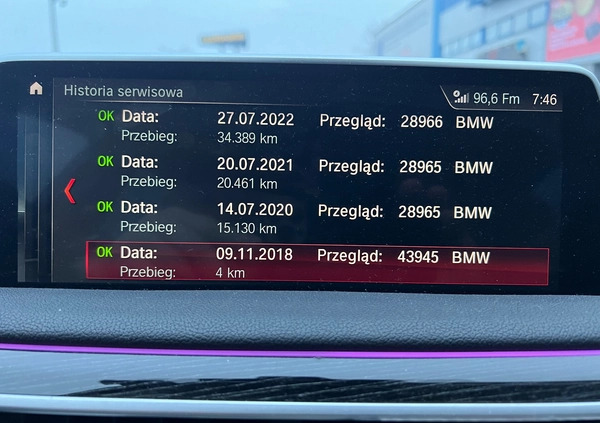 Historia serwisowa 96,6 Fm 7:46
OK Data: 27.07.2022 Przegląd: 28966 BMW
Przebieg: 34.389 km
OK Data: 20.07.2021 Przegląd: 28965 BMW
Przebieg: 20.461 km
OK Data: 14.07.2020 Przegląd: 28965 BMW
Przebieg: 15.130 km
OK Data: 09.11.2018 Przegląd: 43945 BMW
Przebieg: 4 km